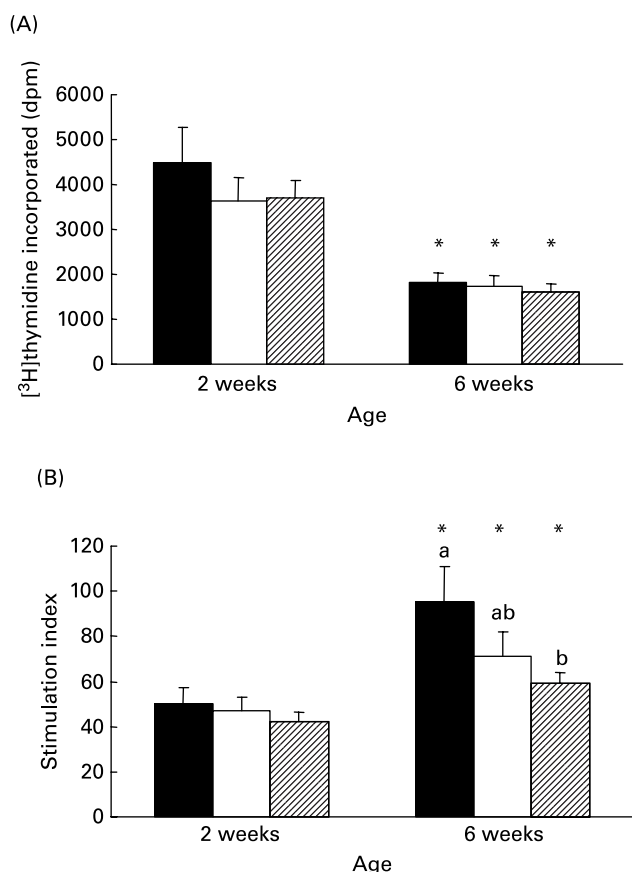 (A)
[³H]thymidine incorporated (dpm)
6000
5000
4000
3000
2000
1000
0
* * *
2 weeks 6 weeks
Age
(B)
Stimulation index
120
100
80
60
40
20
0
* * *
a
ab
b
2 weeks 6 weeks
Age